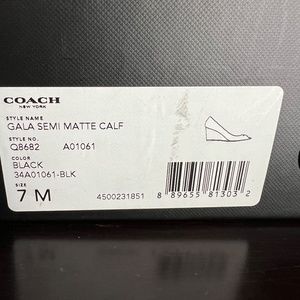 COACH
NEW YORK
STYLE NAME
GALA SEMI MATTE CALF
STYLE NO.
Q8682 A01061
COLOR
BLACK
34A01061-BLK
SIZE
7 M 4500231851
8 89655 81303 2